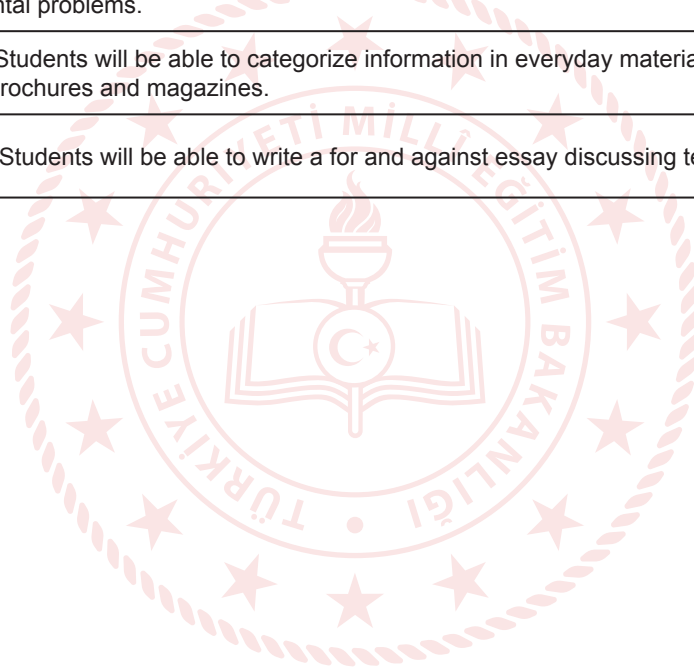 ntal problems.
Students will be able to categorize information in everyday materia
rochures and magazines.
Students will be able to write a for and against essay discussing te
TÜRKİYE CUMHURİYETİ MİLLÎ EĞİTİM BAKANLIĞI